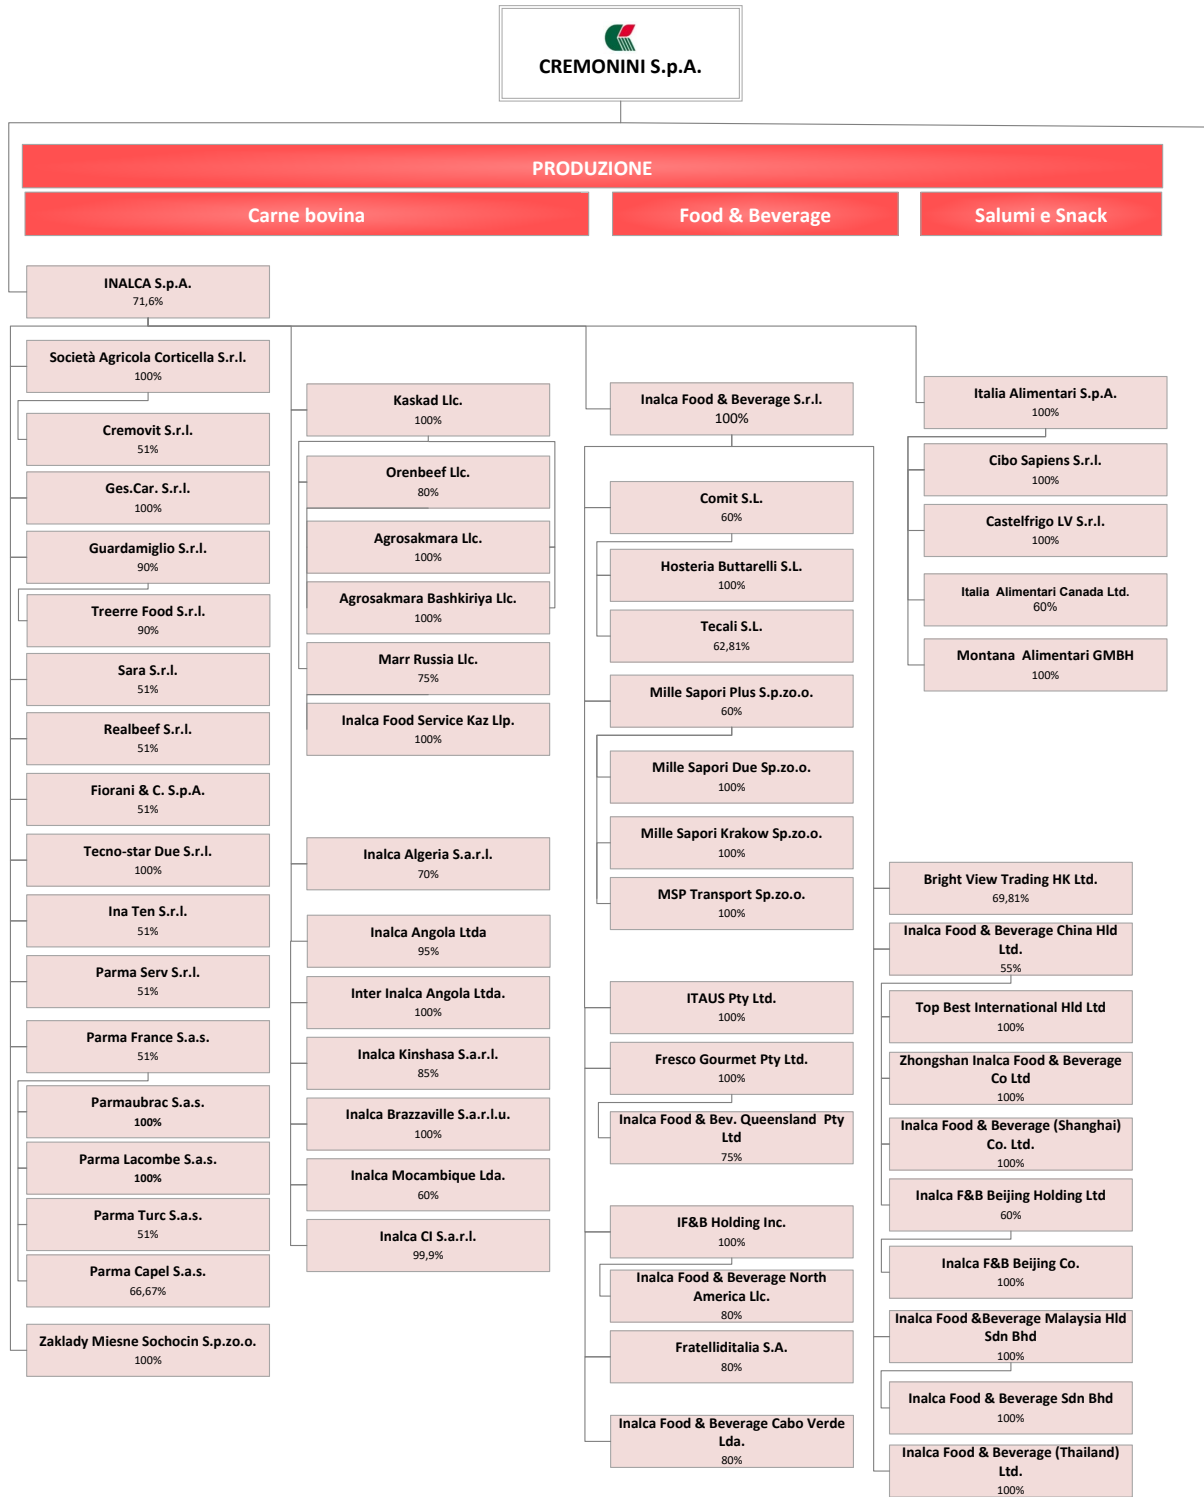 CREMONINI S.p.A.
PRODUZIONE
Carne bovina
Food & Beverage
Salumi e Snack
INALCA S.p.A.
71,6%
Società Agricola Corticella S.r.l.
100%
Cremovit S.r.l.
51%
Ges.Car. S.r.l.
100%
Guardamiglio S.r.l.
90%
Treerre Food S.r.l.
90%
Sara S.r.l.
51%
Realbeef S.r.l.
51%
Fiorani & C. S.p.A.
51%
Tecno-star Due S.r.l.
100%
Ina Ten S.r.l.
51%
Parma Serv S.r.l.
51%
Parma France S.a.s.
51%
Parmaubrac S.a.s.
100%
Parma Lacombe S.a.s.
100%
Parma Turc S.a.s.
51%
Parma Capel S.a.s.
66,67%
Zaklady Miesne Sochocin S.p.zo.o.
100%
Kaskad Llc.
100%
Orenbeef Llc.
80%
Agrosakmara Llc.
100%
Agrosakmara Bashkiriya Llc.
100%
Marr Russia Llc.
75%
Inalca Food Service Kaz Llp.
100%
Inalca Algeria S.a.r.l.
70%
Inalca Angola Ltda
95%
Inter Inalca Angola Ltda.
100%
Inalca Kinshasa S.a.r.l.
85%
Inalca Brazzaville S.a.r.l.u.
100%
Inalca Mocambique Lda.
60%
Inalca CI S.a.r.l.
99,9%
Inalca Food & Beverage S.r.l.
100%
Comit S.L.
60%
Hosteria Buttarelli S.L.
100%
Tecali S.L.
62,81%
Mille Sapori Plus S.p.zo.o.
60%
Mille Sapori Due Sp.zo.o.
100%
Mille Sapori Krakow Sp.zo.o.
100%
MSP Transport Sp.zo.o.
100%
ITAUS Pty Ltd.
100%
Fresco Gourmet Pty Ltd.
100%
Inalca Food & Bev. Queensland Pty
Ltd
75%
IF&B Holding Inc.
100%
Inalca Food & Beverage North
America Llc.
80%
Fratelliditalia S.A.
80%
Inalca Food & Beverage Cabo Verde
Lda.
80%
Italia Alimentari S.p.A.
100%
Cibo Sapiens S.r.l.
100%
Castelfrigo LV S.r.l.
100%
Italia Alimentari Canada Ltd.
60%
Montana Alimentari GMBH
100%
Bright View Trading HK Ltd.
69,81%
Inalca Food & Beverage China Hld
Ltd.
55%
Top Best International Hld Ltd
100%
Zhongshan Inalca Food & Beverage
Co Ltd
100%
Inalca Food & Beverage (Shanghai)
Co. Ltd.
100%
Inalca F&B Beijing Holding Ltd
60%
Inalca F&B Beijing Co.
100%
Inalca Food &Beverage Malaysia Hld
Sdn Bhd
100%
Inalca Food & Beverage Sdn Bhd
100%
Inalca Food & Beverage (Thailand)
Ltd.
100%